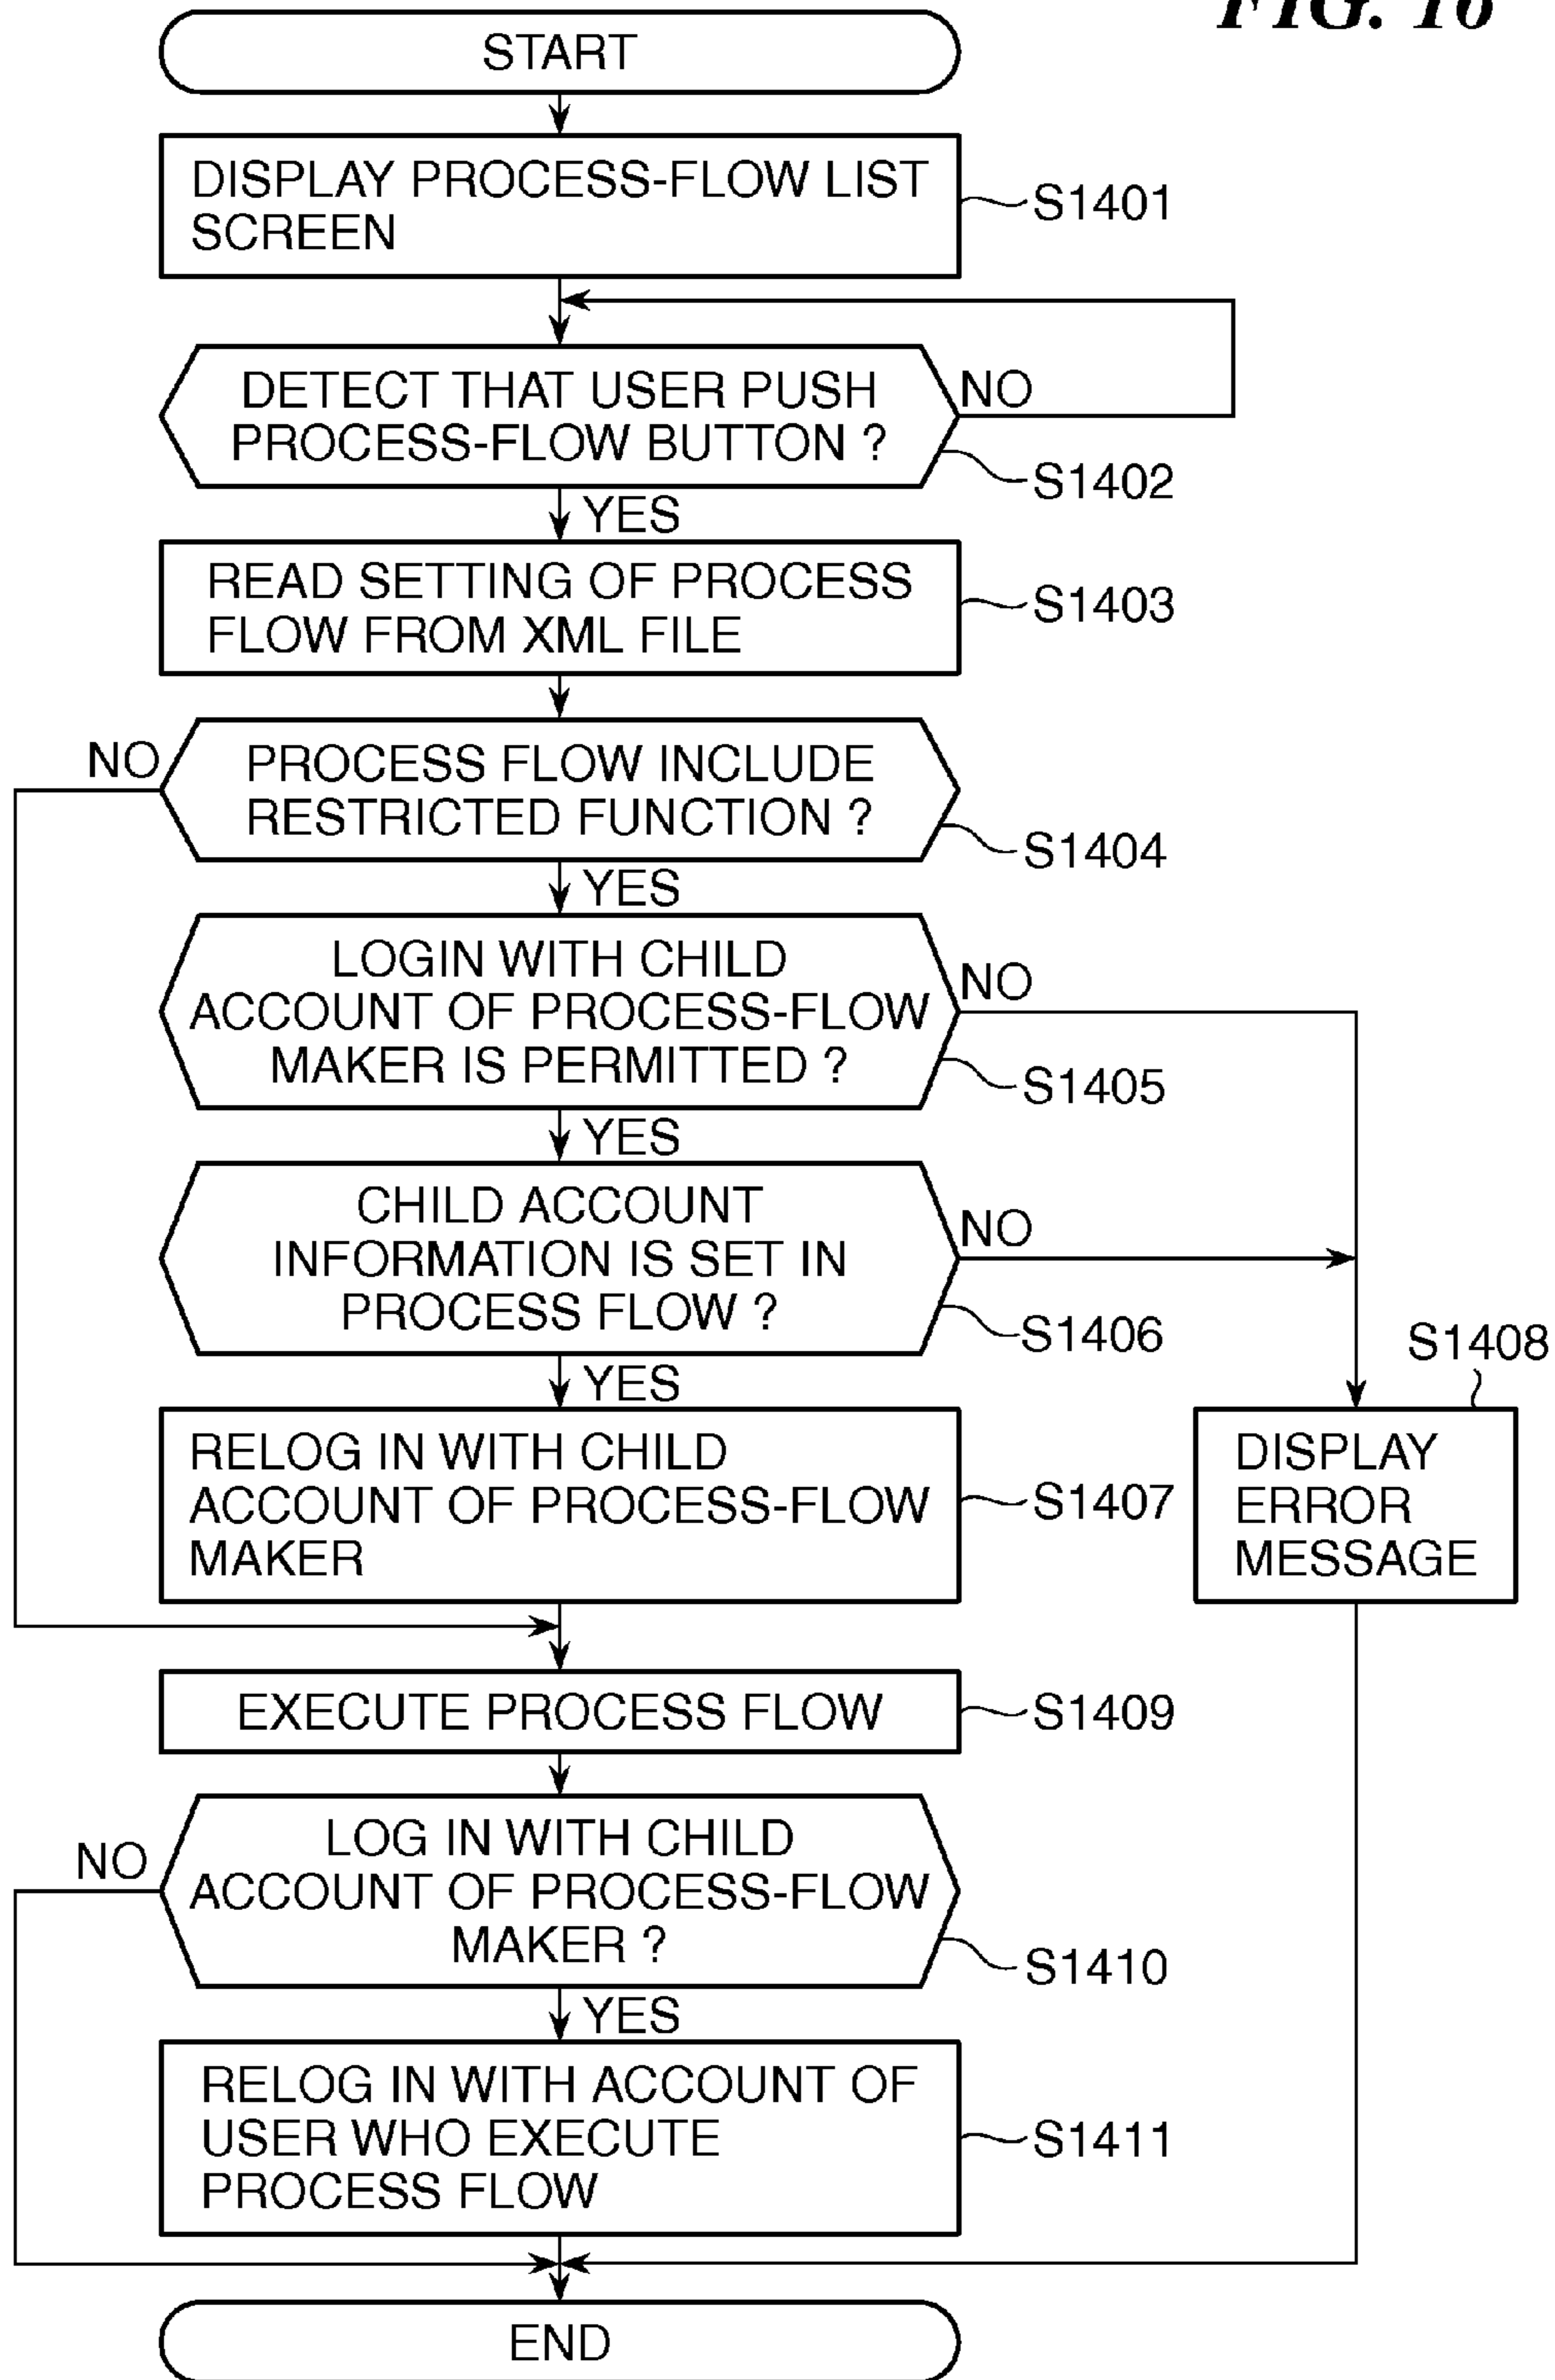 FIG. 16
START
DISPLAY PROCESS-FLOW LIST
SCREEN
S1401
DETECT THAT USER PUSH
PROCESS-FLOW BUTTON ?
NO
S1402
YES
READ SETTING OF PROCESS
FLOW FROM XML FILE
S1403
NO
PROCESS FLOW INCLUDE
RESTRICTED FUNCTION ?
S1404
YES
LOGIN WITH CHILD
ACCOUNT OF PROCESS-FLOW
MAKER IS PERMITTED ?
NO
S1405
YES
CHILD ACCOUNT
INFORMATION IS SET IN
PROCESS FLOW ?
NO
S1406
YES
S1408
RELOG IN WITH CHILD
ACCOUNT OF PROCESS-FLOW
MAKER
S1407
DISPLAY
ERROR
MESSAGE
EXECUTE PROCESS FLOW
S1409
NO
LOG IN WITH CHILD
ACCOUNT OF PROCESS-FLOW
MAKER ?
S1410
YES
RELOG IN WITH ACCOUNT OF
USER WHO EXECUTE
PROCESS FLOW
S1411
END